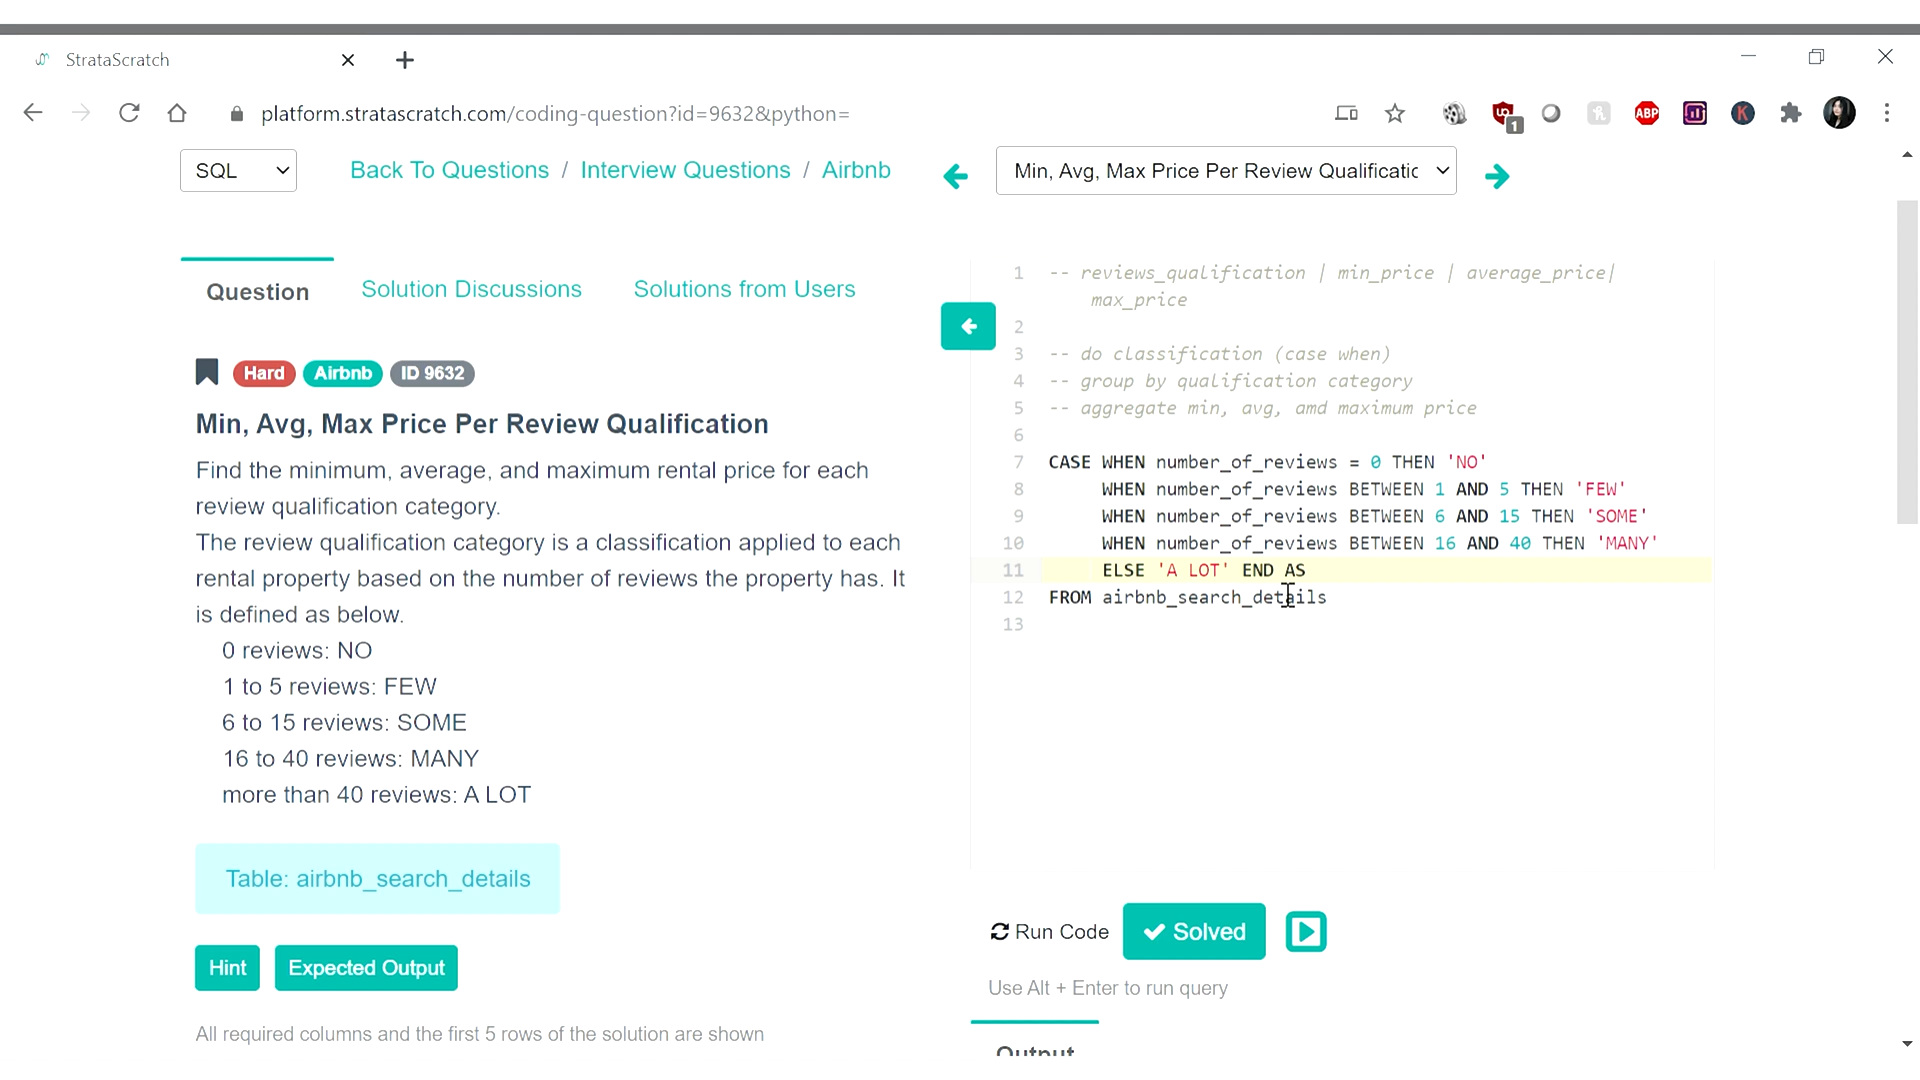 StrataScratch
platform.stratascratch.com/coding-question?id=9632&python=
1
ABP
K
SQL
Back To Questions / Interview Questions / Airbnb
Min, Avg, Max Price Per Review Qualificatic
Question
Solution Discussions
Solutions from Users
Hard Airbnb ID 9632
Min, Avg, Max Price Per Review Qualification
Find the minimum, average, and maximum rental price for each
review qualification category.
The review qualification category is a classification applied to each
rental property based on the number of reviews the property has. It
is defined as below.
0 reviews: NO
1 to 5 reviews: FEW
6 to 15 reviews: SOME
16 to 40 reviews: MANY
more than 40 reviews: A LOT
Table: airbnb_search_details
Hint
Expected Output
All required columns and the first 5 rows of the solution are shown
1 -- reviews_qualification | min_price | average_price|
max_price
2
3 -- do classification (case when)
4 -- group by qualification category
5 -- aggregate min, avg, amd maximum price
6
7 CASE WHEN number_of_reviews = 0 THEN 'NO'
8 WHEN number_of_reviews BETWEEN 1 AND 5 THEN 'FEW'
9 WHEN number_of_reviews BETWEEN 6 AND 15 THEN 'SOME'
10 WHEN number_of_reviews BETWEEN 16 AND 40 THEN 'MANY'
11 ELSE 'A LOT' END AS
12 FROM airbnb_search_details
13
Run Code
Solved
Use Alt + Enter to run query
Output